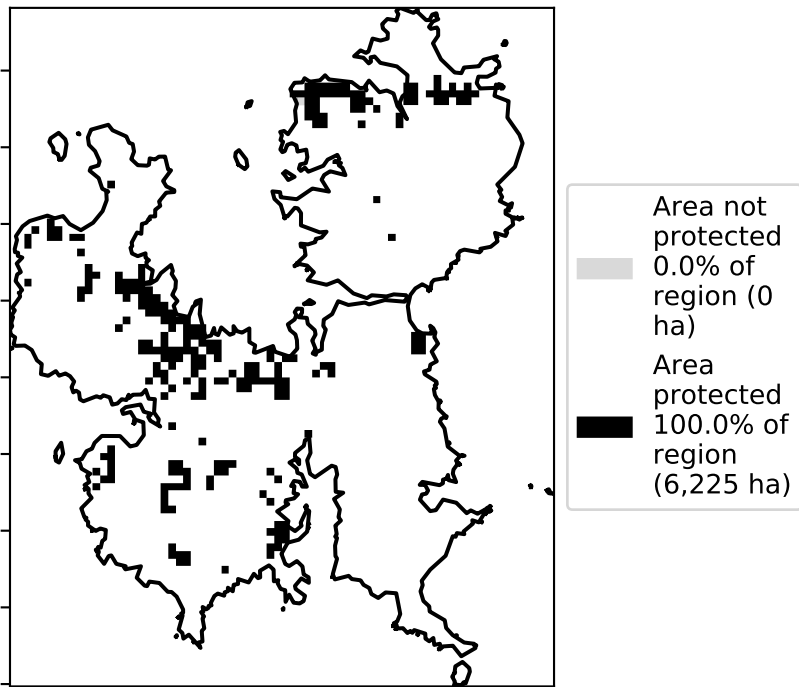 Area not
protected
0.0% of
region (0
ha)
Area
protected
100.0% of
region
(6,225 ha)